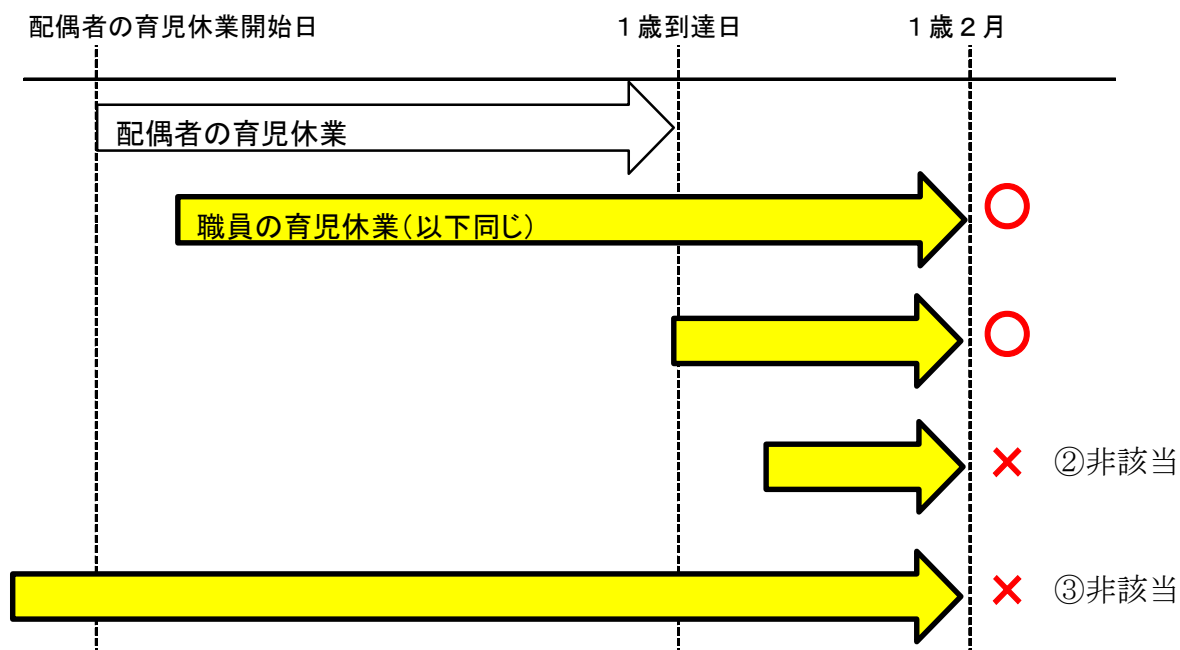 配偶者の育児休業開始日 1歳到達日 1歳2月
配偶者の育児休業
職員の育児休業(以下同じ)
○
○
× ②非該当
× ③非該当